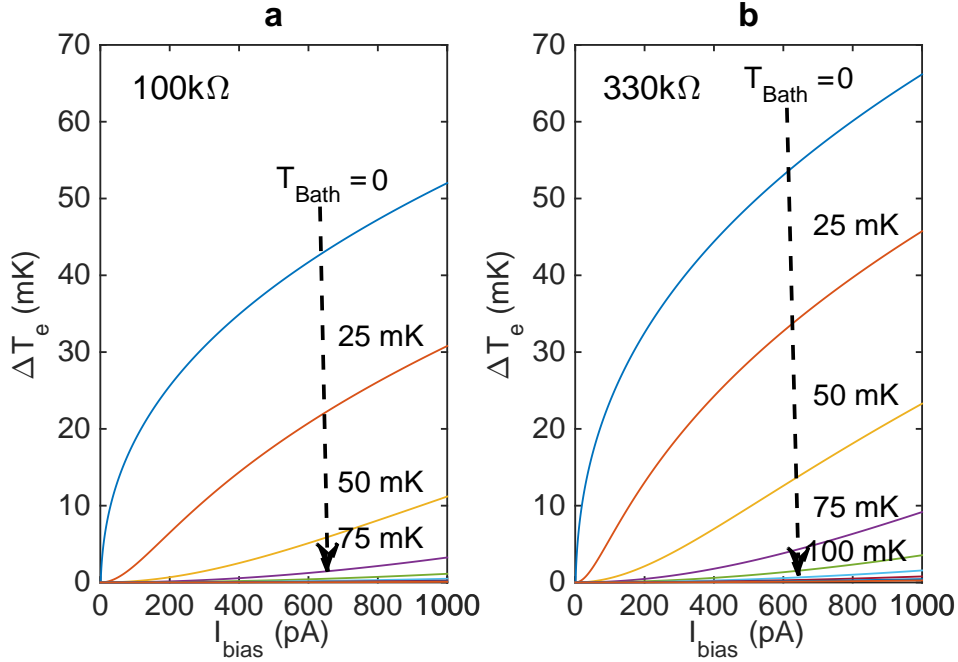 a
70
60
50
40
30
20
10
0
ΔT_e (mK)
100kΩ
T_Bath = 0
25 mK
50 mK
75 mK
0 200 400 600 800 1000
I_bias (pA)
b
70
60
50
40
30
20
10
0
ΔT_e (mK)
330kΩ
T_Bath = 0
25 mK
50 mK
75 mK
100 mK
0 200 400 600 800 1000
I_bias (pA)